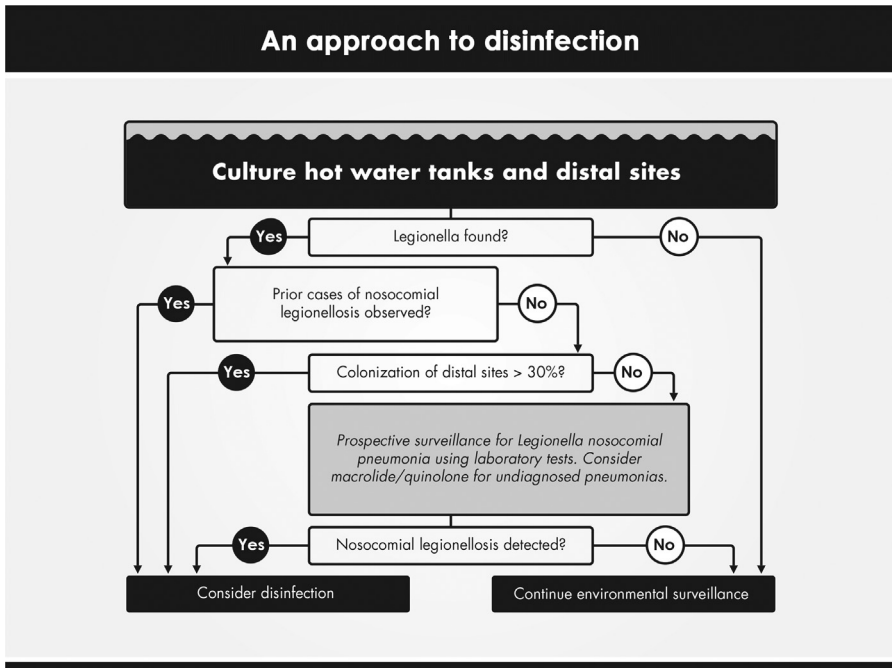 An approach to disinfection
Culture hot water tanks and distal sites
Yes
Legionella found?
No
Yes
Prior cases of nosocomial
legionellosis observed?
No
Yes
Colonization of distal sites > 30%?
No
Prospective surveillance for Legionella nosocomial
pneumonia using laboratory tests. Consider
macrolide/quinolone for undiagnosed pneumonias.
Yes
Nosocomial legionellosis detected?
No
Consider disinfection
Continue environmental surveillance